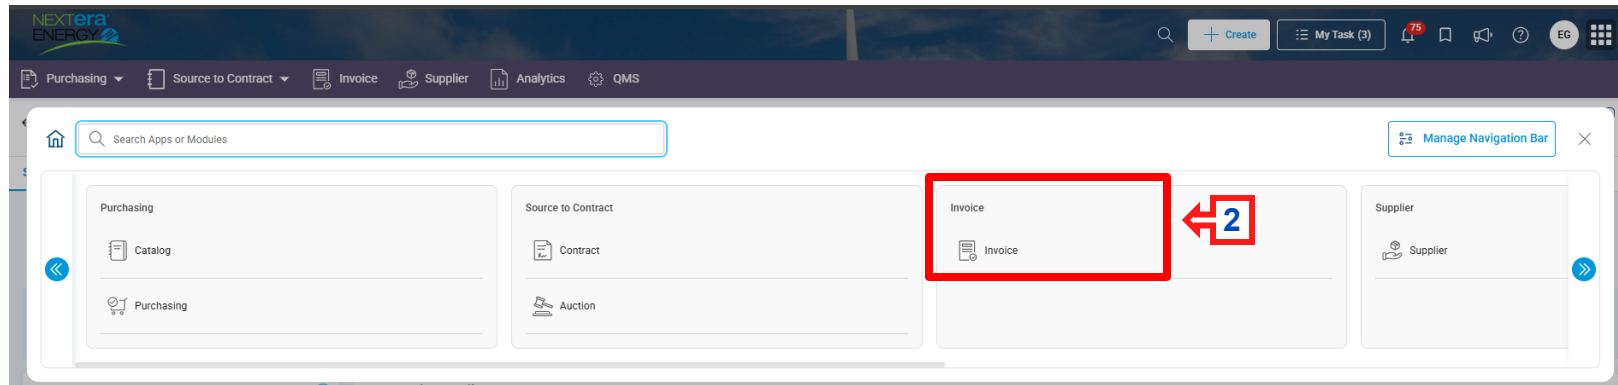 NEXTera
ENERGY
+ Create
My Task (3)
75
EG
Purchasing
Source to Contract
Invoice
Supplier
Analytics
QMS
Search Apps or Modules
Manage Navigation Bar
Purchasing
Catalog
Purchasing
Source to Contract
Contract
Auction
Invoice
Invoice
2
Supplier
Supplier